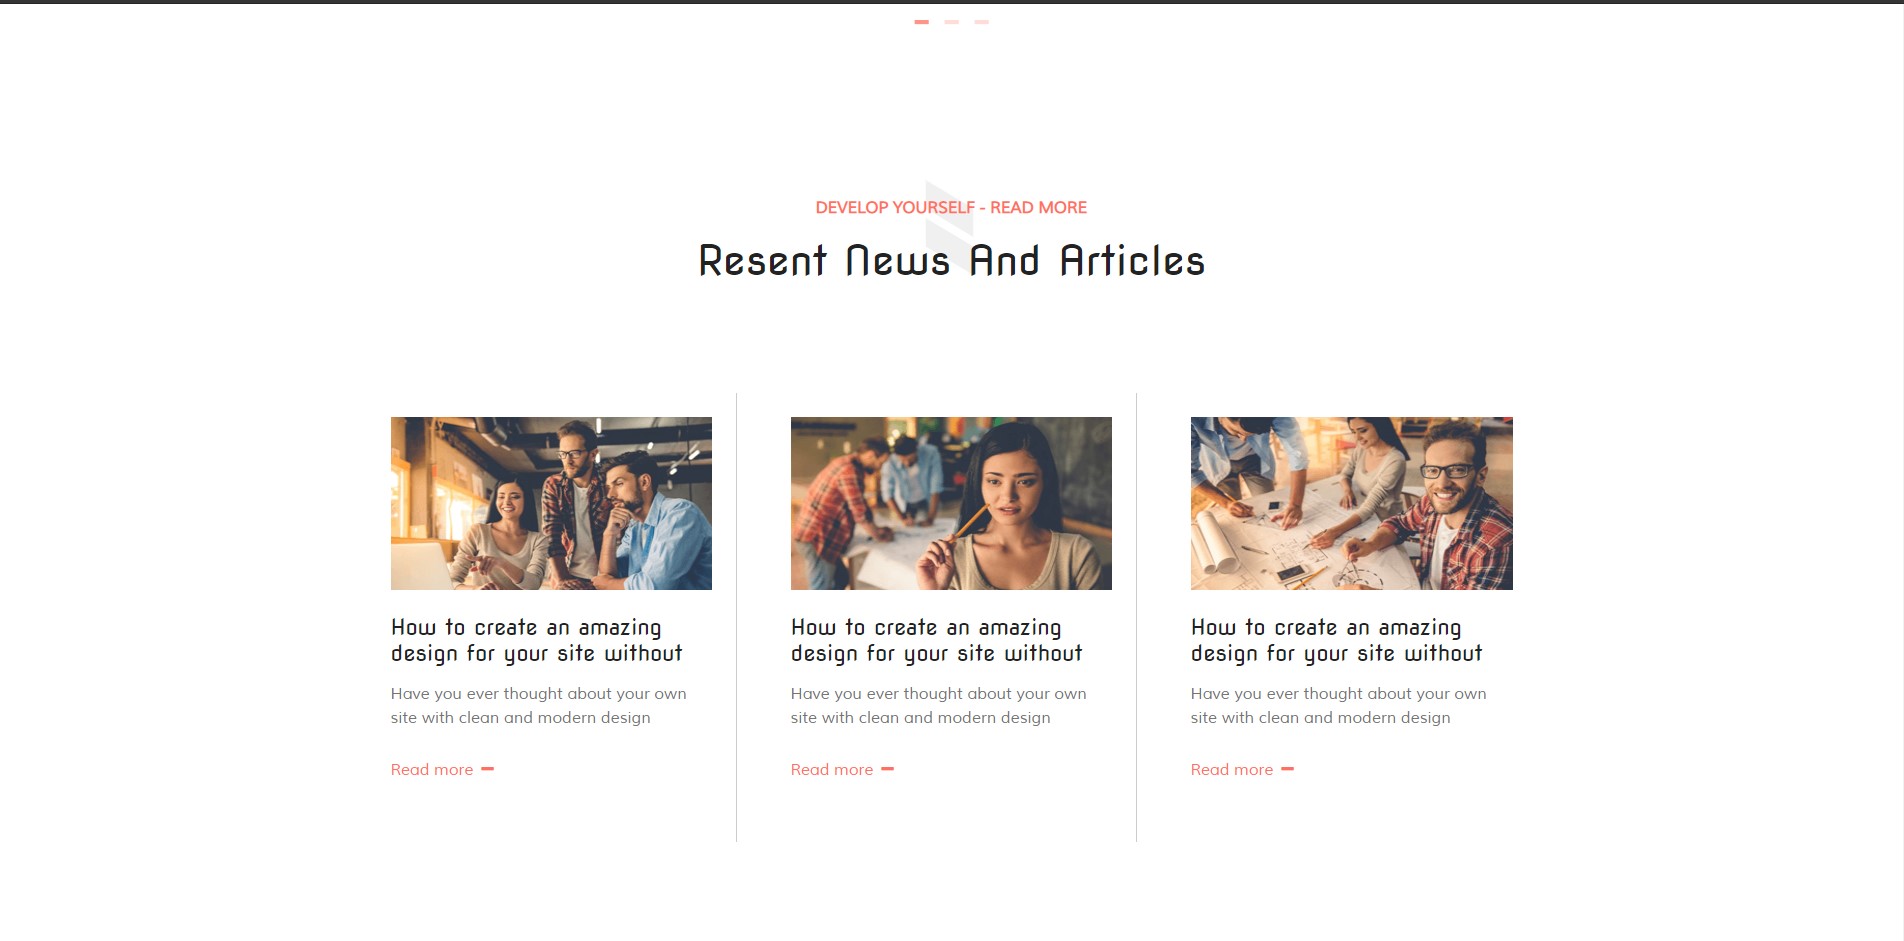 DEVELOP YOURSELF - READ MORE
Resent News And Articles
How to create an amazing
design for your site without
Have you ever thought about your own
site with clean and modern design
Read more
How to create an amazing
design for your site without
Have you ever thought about your own
site with clean and modern design
Read more
How to create an amazing
design for your site without
Have you ever thought about your own
site with clean and modern design
Read more